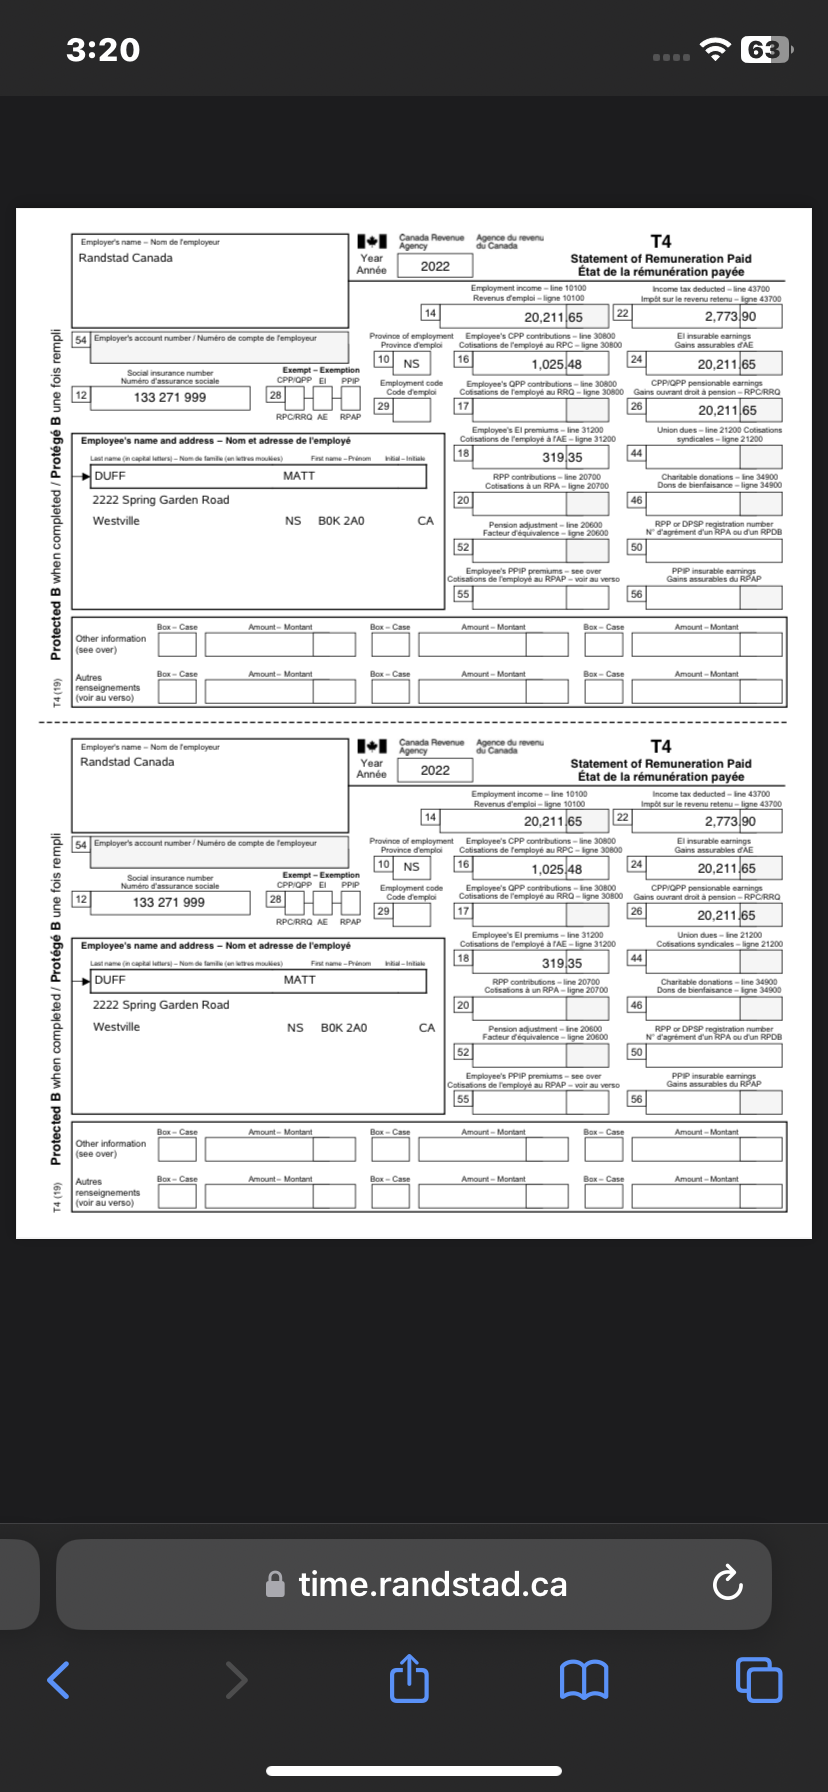 3:20
63
Employer's name – Nom de l'employeur
Randstad Canada
Canada Revenue Agency
Agence du revenu du Canada
Year
Année
2022
T4
Statement of Remuneration Paid
État de la rémunération payée
Employment income – line 10100
Revenus d'emploi – ligne 10100
14
20,211 65
Income tax deducted – line 43700
Impôt sur le revenu retenu – ligne 43700
22
2,773 90
54
Employer's account number / Numéro de compte de l'employeur
Province of employment
Province d'emploi
10
NS
Employee's CPP contributions – line 30800
Cotisations de l'employé au RPC – ligne 30800
16
1,025 48
EI insurable earnings
Gains assurables d'AE
24
20,211 65
Social insurance number
Numéro d'assurance sociale
12
133 271 999
Exempt – Exemption
CPP/QPP EI PPIP
28
RPC/RRQ AE RPAP
Employment code
Code d'emploi
29
Employee's QPP contributions – line 30800
Cotisations de l'employé au RRQ – ligne 30800
17
CPP/QPP pensionable earnings
Gains ouvrant droit à pension – RPC/RRQ
26
20,211 65
Employee's name and address – Nom et adresse de l'employé
Last name (in capital letters) – Nom de famille (en lettres moulées)
First name – Prénom
Initial – Initiale
DUFF MATT
2222 Spring Garden Road
Westville NS B0K 2A0 CA
Employee's EI premiums – line 31200
Cotisations de l'employé à l'AE – ligne 31200
18
319 35
Union dues – line 21200 Cotisations
syndicales – ligne 21200
44
RPP contributions – line 20700
Cotisations à un RPA – ligne 20700
20
Charitable donations – line 34900
Dons de bienfaisance – ligne 34900
46
Pension adjustment – line 20600
Facteur d'équivalence – ligne 20600
52
RPP or DPSP registration number
N° d'agrément d'un RPA ou d'un RPDB
50
Employee's PPIP premiums – see over
Cotisations de l'employé au RPAP – voir au verso
55
PPIP insurable earnings
Gains assurables du RPAP
56
Protected B when completed / Protégé B une fois rempli
T4 (19)
Box – Case Amount – Montant Box – Case Amount – Montant Box – Case Amount – Montant
Other information
(see over)
Box – Case Amount – Montant Box – Case Amount – Montant Box – Case Amount – Montant
Autres
renseignements
(voir au verso)
Employer's name – Nom de l'employeur
Randstad Canada
Canada Revenue Agency
Agence du revenu du Canada
Year
Année
2022
T4
Statement of Remuneration Paid
État de la rémunération payée
Employment income – line 10100
Revenus d'emploi – ligne 10100
14
20,211 65
Income tax deducted – line 43700
Impôt sur le revenu retenu – ligne 43700
22
2,773 90
54
Employer's account number / Numéro de compte de l'employeur
Province of employment
Province d'emploi
10
NS
Employee's CPP contributions – line 30800
Cotisations de l'employé au RPC – ligne 30800
16
1,025 48
EI insurable earnings
Gains assurables d'AE
24
20,211 65
Social insurance number
Numéro d'assurance sociale
12
133 271 999
Exempt – Exemption
CPP/QPP EI PPIP
28
RPC/RRQ AE RPAP
Employment code
Code d'emploi
29
Employee's QPP contributions – line 30800
Cotisations de l'employé au RRQ – ligne 30800
17
CPP/QPP pensionable earnings
Gains ouvrant droit à pension – RPC/RRQ
26
20,211 65
Employee's name and address – Nom et adresse de l'employé
Last name (in capital letters) – Nom de famille (en lettres moulées)
First name – Prénom
Initial – Initiale
DUFF MATT
2222 Spring Garden Road
Westville NS B0K 2A0 CA
Employee's EI premiums – line 31200
Cotisations de l'employé à l'AE – ligne 31200
18
319 35
Union dues – line 21200
Cotisations syndicales – ligne 21200
44
RPP contributions – line 20700
Cotisations à un RPA – ligne 20700
20
Charitable donations – line 34900
Dons de bienfaisance – ligne 34900
46
Pension adjustment – line 20600
Facteur d'équivalence – ligne 20600
52
RPP or DPSP registration number
N° d'agrément d'un RPA ou d'un RPDB
50
Employee's PPIP premiums – see over
Cotisations de l'employé au RPAP – voir au verso
55
PPIP insurable earnings
Gains assurables du RPAP
56
Protected B when completed / Protégé B une fois rempli
T4 (19)
Box – Case Amount – Montant Box – Case Amount – Montant Box – Case Amount – Montant
Other information
(see over)
Box – Case Amount – Montant Box – Case Amount – Montant Box – Case Amount – Montant
Autres
renseignements
(voir au verso)
time.randstad.ca